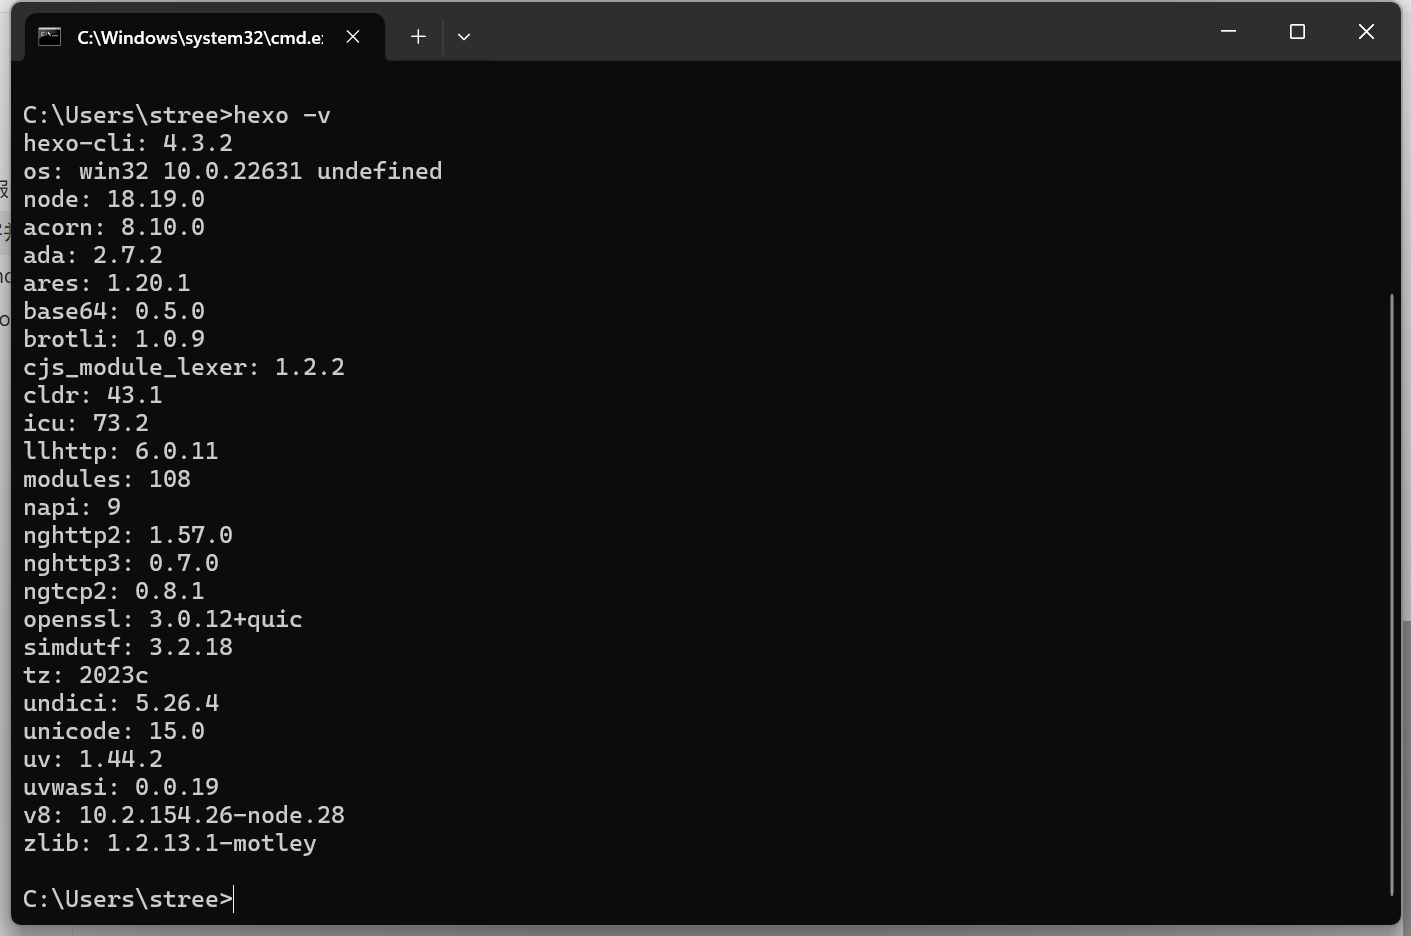 C:\Windows\system32\cmd.e
C:\Users\stree>hexo -v
hexo-cli: 4.3.2
os: win32 10.0.22631 undefined
node: 18.19.0
acorn: 8.10.0
ada: 2.7.2
ares: 1.20.1
base64: 0.5.0
brotli: 1.0.9
cjs_module_lexer: 1.2.2
cldr: 43.1
icu: 73.2
llhttp: 6.0.11
modules: 108
napi: 9
nghttp2: 1.57.0
nghttp3: 0.7.0
ngtcp2: 0.8.1
openssl: 3.0.12+quic
simdutf: 3.2.18
tz: 2023c
undici: 5.26.4
unicode: 15.0
uv: 1.44.2
uvwasi: 0.0.19
v8: 10.2.154.26-node.28
zlib: 1.2.13.1-motley
C:\Users\stree>